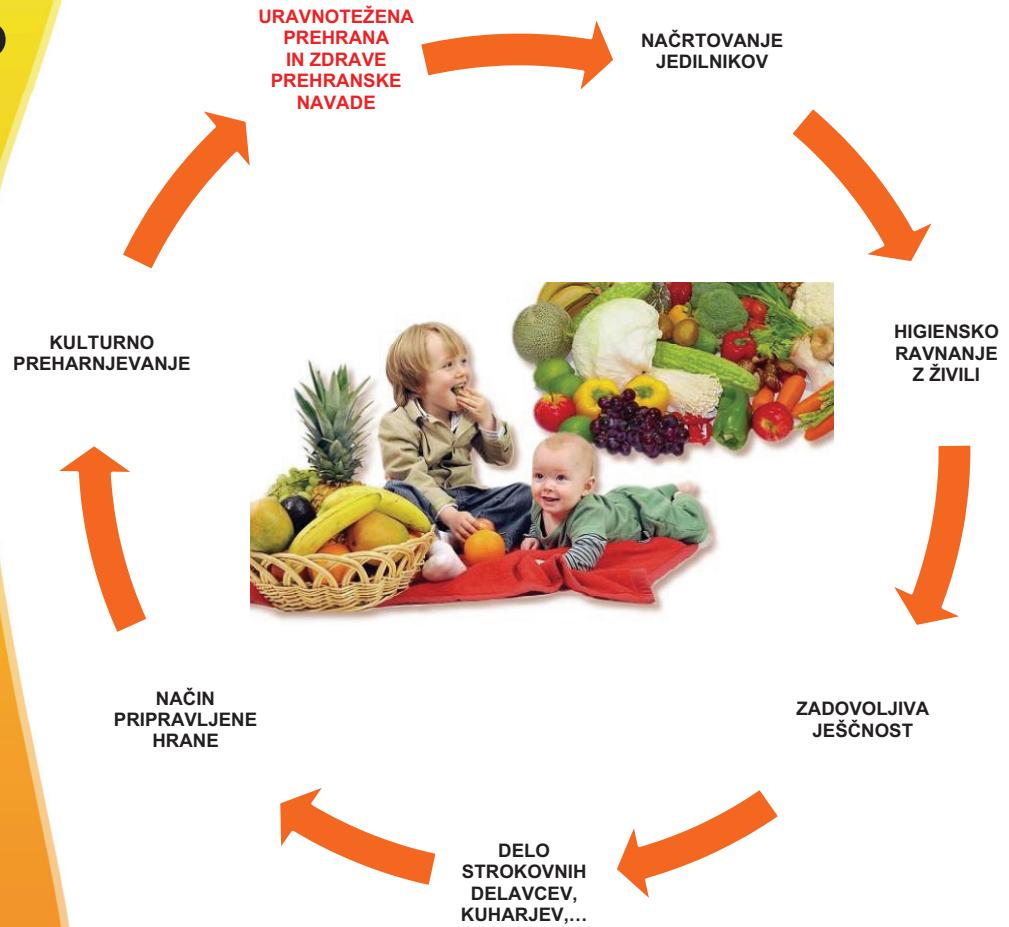 URAVNOTEŽENA
PREHRANA
IN ZDRAVE
PREHRANSKE
NAVADE
NAČRTOVANJE
JEDILNIKOV
HIGIENSKO
RAVNANJE
Z ŽIVILI
ZADOVOLJIVA
JEŠČNOST
DELO
STROKOVNIH
DELAVCEV,
KUHARJEV,…
NAČIN
PRIPRAVLJENE
HRANE
KULTURNO
PREHARNJEVANJE